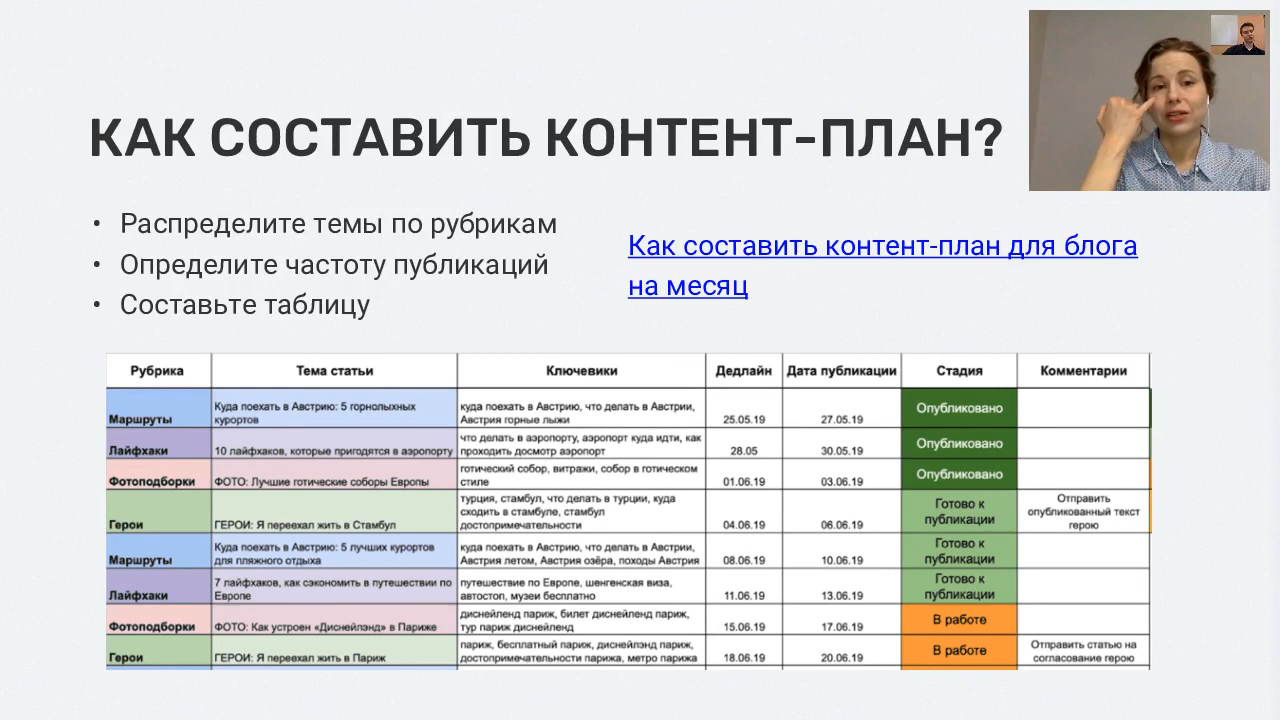 КАК СОСТАВИТЬ КОНТЕНТ-ПЛАН?
• Распределите темы по рубрикам
• Определите частоту публикаций
• Составьте таблицу
Как составить контент-план для блога
на месяц
Рубрика Тема статьи Ключевики Дедлайн Дата публикации Стадия Комментарии
Маршруты Куда поехать в Австрию: 5 горнолыхных
курортов куда поехать в Австрию, что делать в Австрии,
Австрия горные лыжи 25.05.19 27.05.19 Опубликовано
Лайфхаки 10 лайфхаков, которые пригодятся в аэропорту что делать в аэропорту, аэропорт куда идти, как
проходить досмотр аэропорт 28.05 30.05.19 Опубликовано
Фотоподборки ФОТО: Лучшие готические соборы Европы готический собор, витражи, собор в готическом
стиле 01.06.19 03.06.19 Опубликовано
Герои ГЕРОИ: Я переехал жить в Стамбул турция, стамбул, что делать в турции, куда
сходить в стамбуле, стамбул
достопримечательности 04.06.19 06.06.19 Готово к
публикации Отправить
опубликованный текст
герою
Маршруты Куда поехать в Австрию: 5 лучших курортов
для пляжного отдыха куда поехать в Австрию, что делать в Австрии,
Австрия летом, Австрия озёра, походы Австрия 08.06.19 10.06.19 Готово к
публикации
Лайфхаки 7 лайфхаков, как сэкономить в путешествии по
Европе путешествие по Европе, шенгенская виза,
автостоп, музеи бесплатно 11.06.19 13.06.19 Готово к
публикации
Фотоподборки ФОТО: Как устроен «Диснейлэнд» в Париже диснейленд париж, билет диснейленд париж,
тур париж диснейленд 15.06.19 17.06.19 В работе
Герои ГЕРОИ: Я переехал жить в Париж париж, бесплатный париж, диснейлэнд париж,
достопримечательности парижа, метро парижа 18.06.19 20.06.19 В работе Отправить статью на
согласование герою